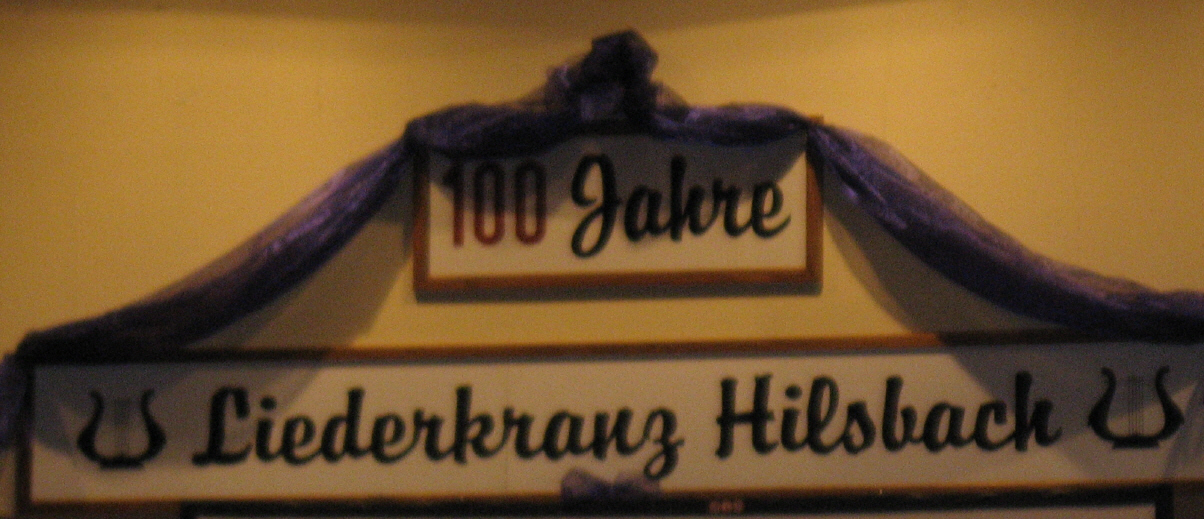 100 Jahre
Liederkranz Hilsbach